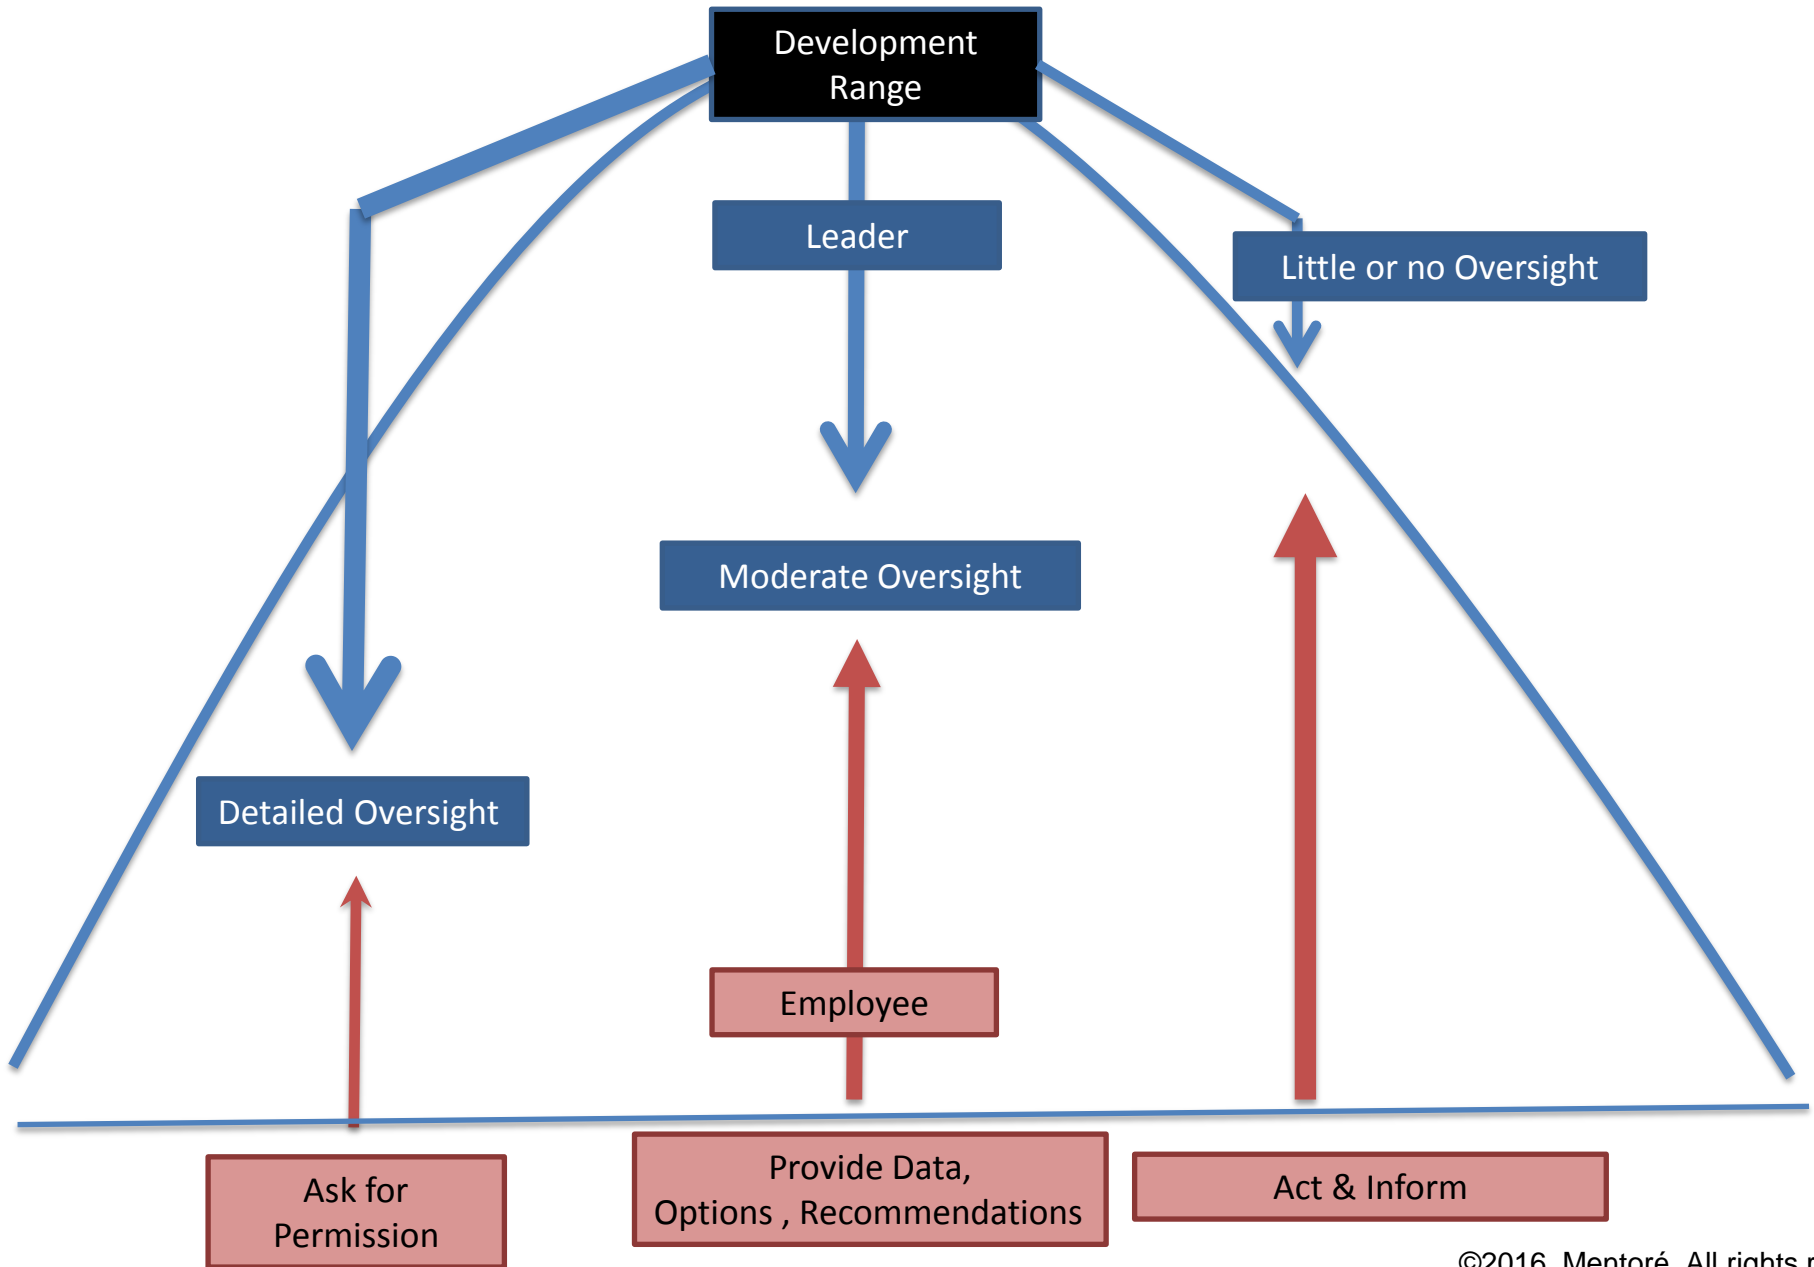 Development
Range
Leader
Little or no Oversight
Moderate Oversight
Detailed Oversight
Employee
Ask for
Permission
Provide Data,
Options , Recommendations
Act & Inform
©2016 Mentoré All rights